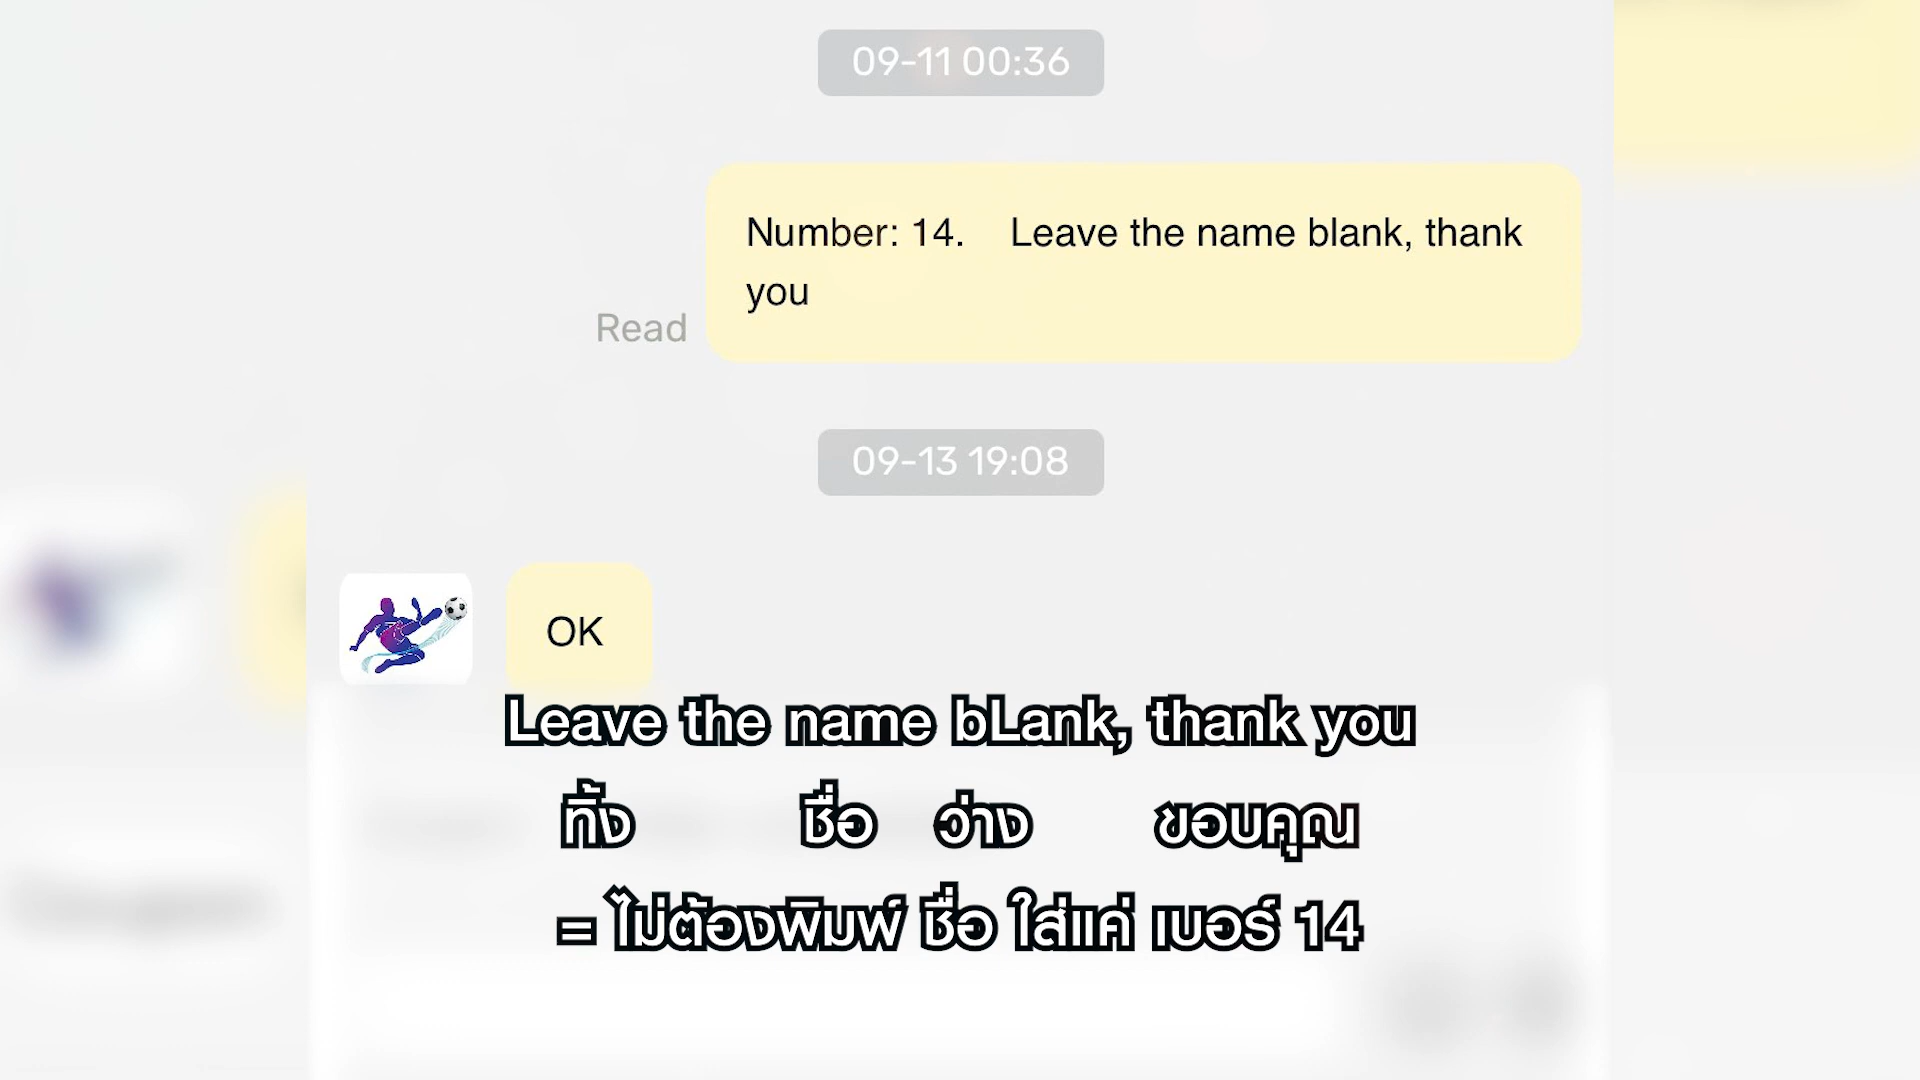 09-11 00:36
Number: 14. Leave the name blank, thank
you
Read
09-13 19:08
OK
Leave the name bLank, thank you
ทิ้ง ชื่อ ว่าง ขอบคุณ
= ไม่ต้องพิมพ์ ชื่อ ใส่แค่ เบอร์ 14